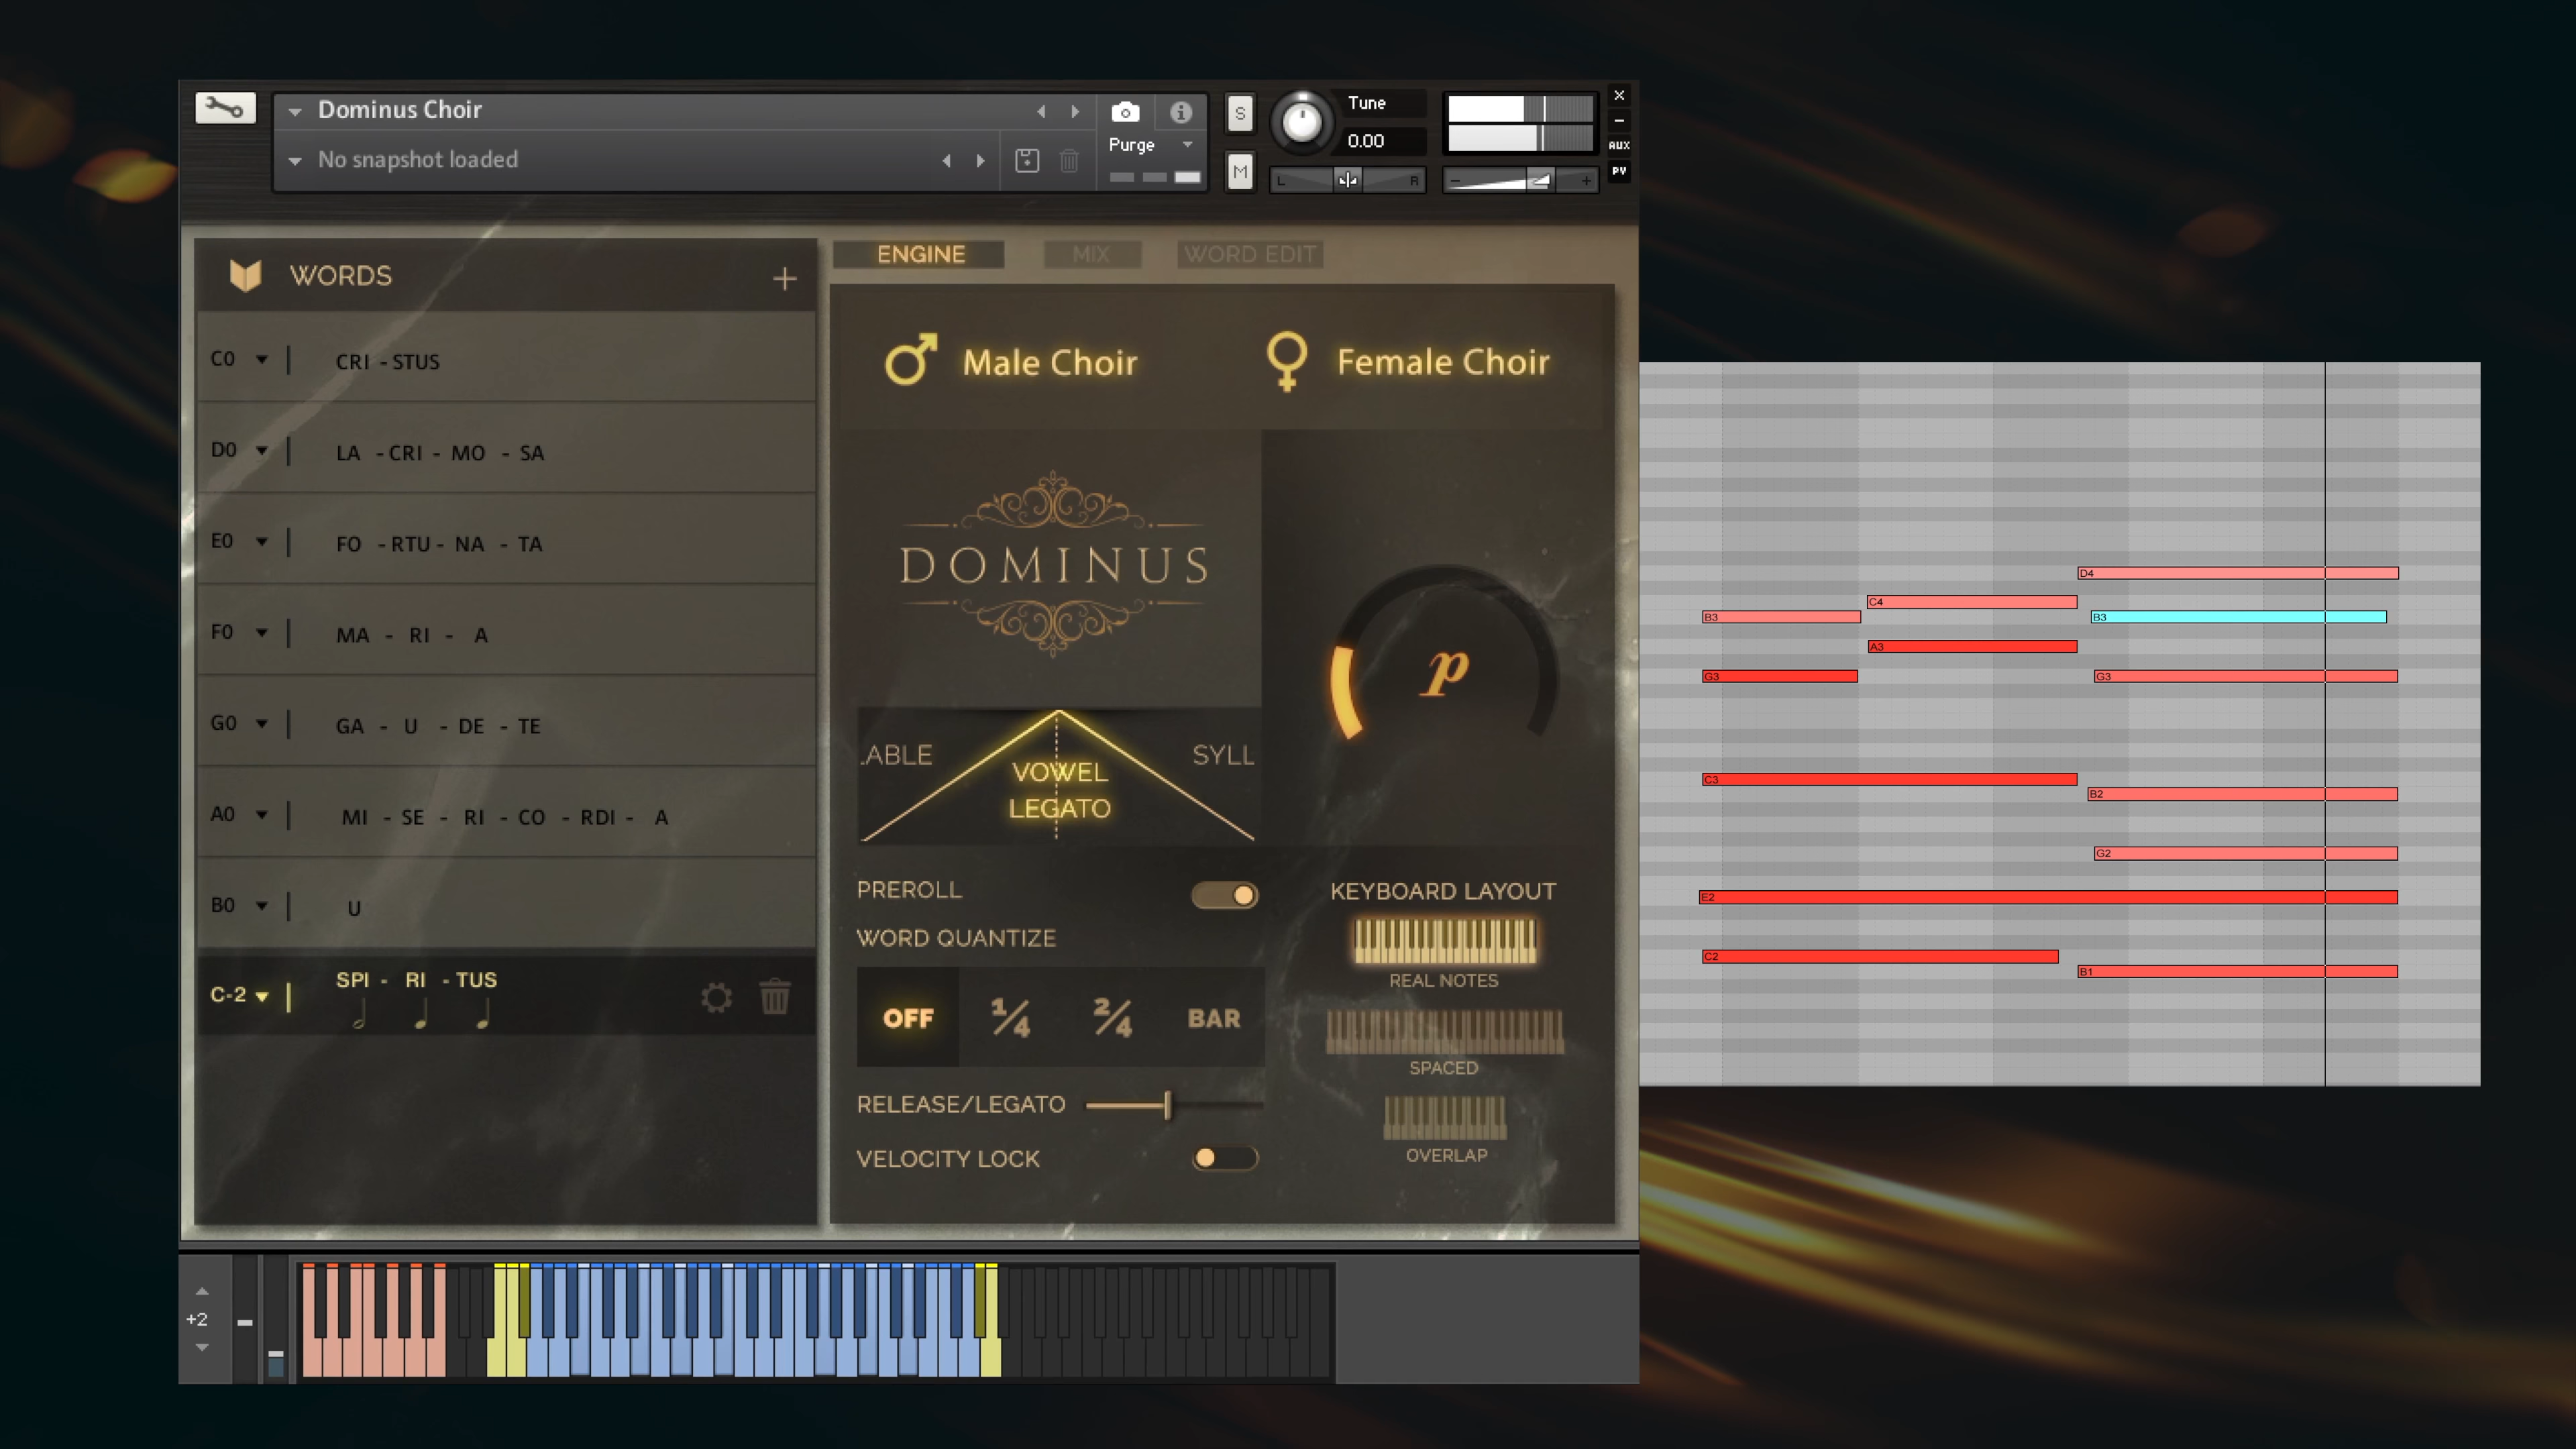 Dominus Choir
No snapshot loaded
Purge
S
M
Tune
0.00
L R
- +
AUX
PV
WORDS +
C0 CRI - STUS
D0 LA - CRI - MO - SA
E0 FO - RTU - NA - TA
F0 MA - RI - A
G0 GA - U - DE - TE
A0 MI - SE - RI - CO - RDI - A
B0 U
C-2 SPI - RI - TUS
ENGINE MIX WORD EDIT
♂ Male Choir ♀ Female Choir
DOMINUS
p
.ABLE VOWEL SYLL
LEGATO
PREROLL
WORD QUANTIZE
OFF 1/4 2/4 BAR
RELEASE/LEGATO
VELOCITY LOCK
KEYBOARD LAYOUT
REAL NOTES
SPACED
OVERLAP
+2
D4
C4
B3 B3
A3
G3 G3
C3
B2
G2
E2
C2
B1